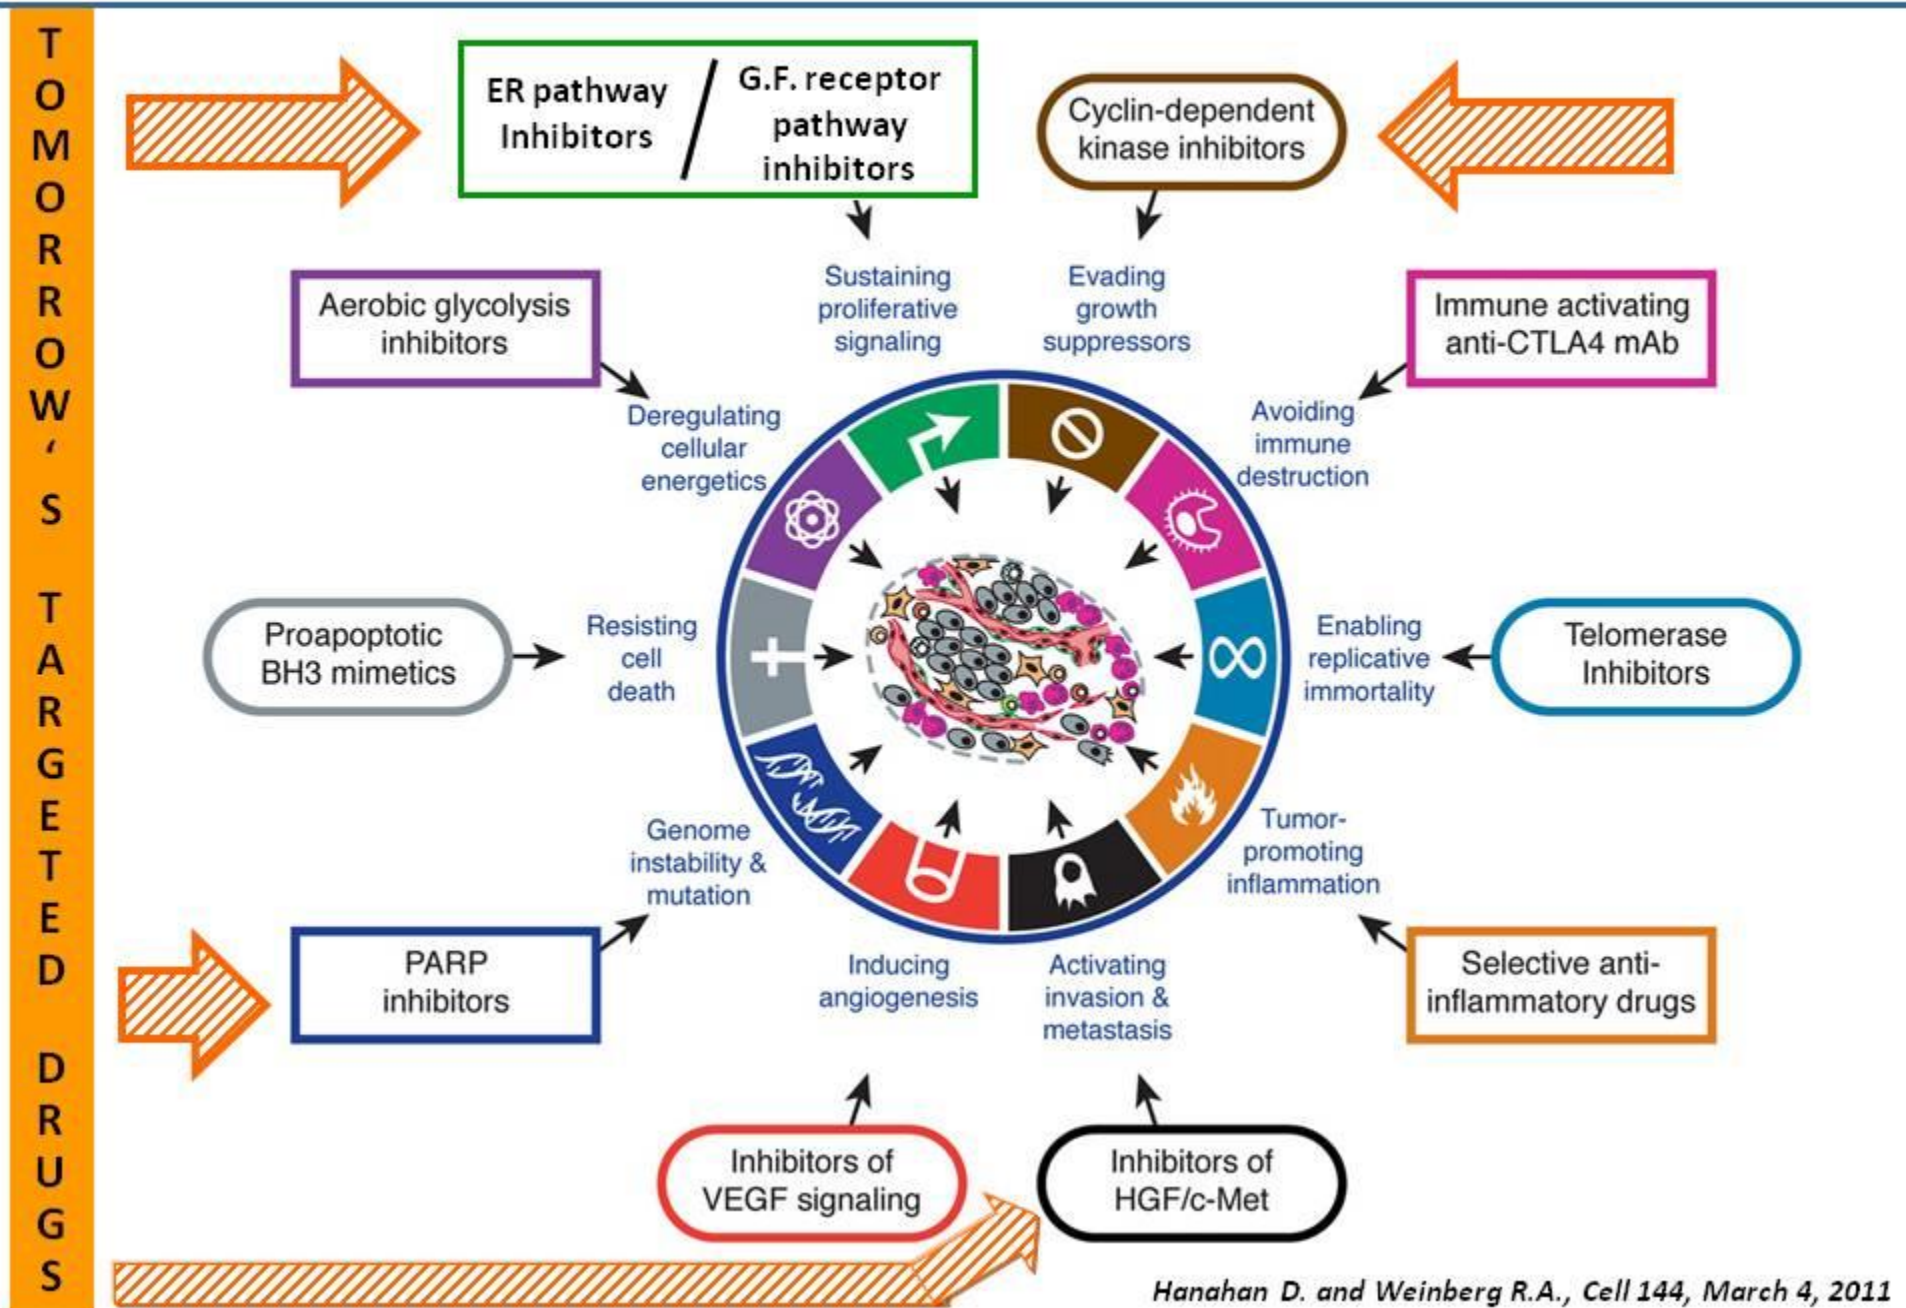 TOMORROW'S TARGETED DRUGS
ER pathway
Inhibitors
/
G.F. receptor
pathway
inhibitors
Cyclin-dependent
kinase inhibitors
Aerobic glycolysis
inhibitors
Sustaining
proliferative
signaling
Evading
growth
suppressors
Immune activating
anti-CTLA4 mAb
Deregulating
cellular
energetics
Avoiding
immune
destruction
Proapoptotic
BH3 mimetics
Resisting
cell
death
Enabling
replicative
immortality
Telomerase
Inhibitors
Genome
instability &
mutation
Tumor-
promoting
inflammation
PARP
inhibitors
Inducing
angiogenesis
Activating
invasion &
metastasis
Selective anti-
inflammatory drugs
Inhibitors of
VEGF signaling
Inhibitors of
HGF/c-Met
Hanahan D. and Weinberg R.A., Cell 144, March 4, 2011